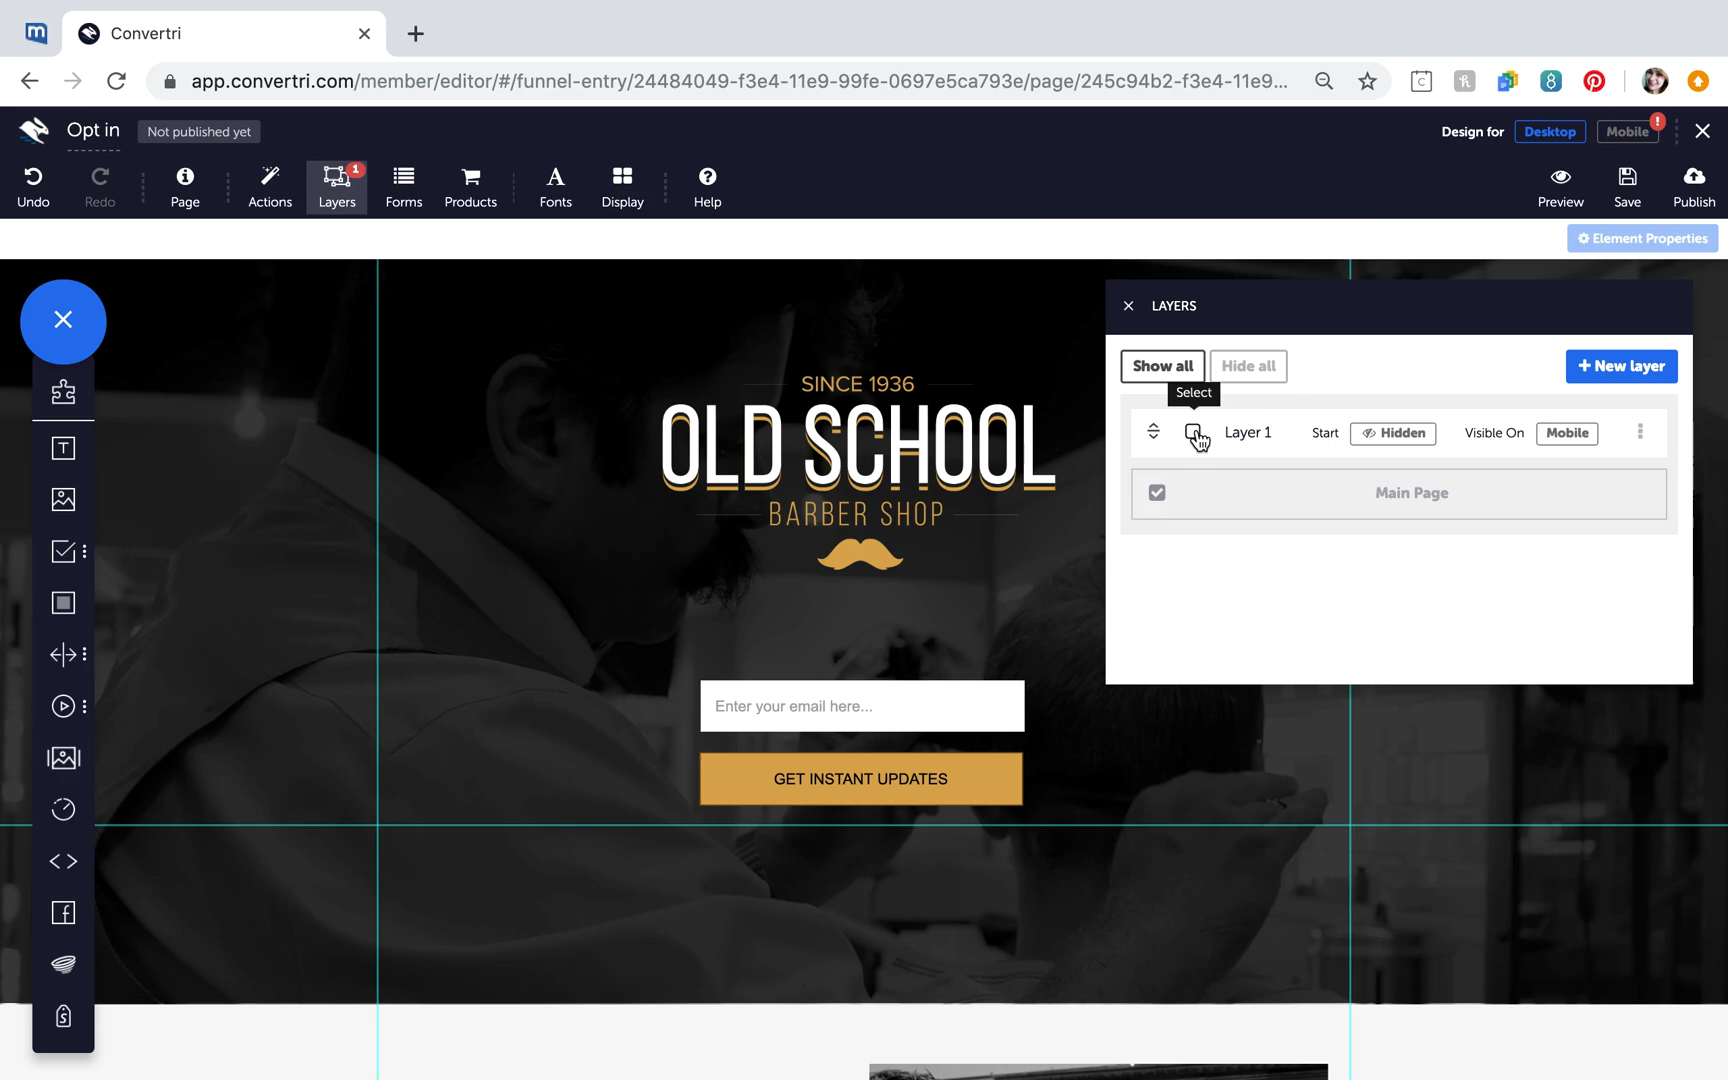 Convertri
app.convertri.com/member/editor/#/funnel-entry/24484049-f3e4-11e9-99fe-0697e5ca793e/page/245c94b2-f3e4-11e9...
Opt in
Not published yet
Design for
Desktop
Mobile
!
Undo
Redo
Page
Actions
Layers
1
Forms
Products
Fonts
Display
Help
Preview
Save
Publish
Element Properties
LAYERS
Show all
Hide all
+ New layer
Select
Layer 1
Start
Hidden
Visible On
Mobile
Main Page
SINCE 1936
OLD SCHOOL
BARBER SHOP
Enter your email here...
GET INSTANT UPDATES